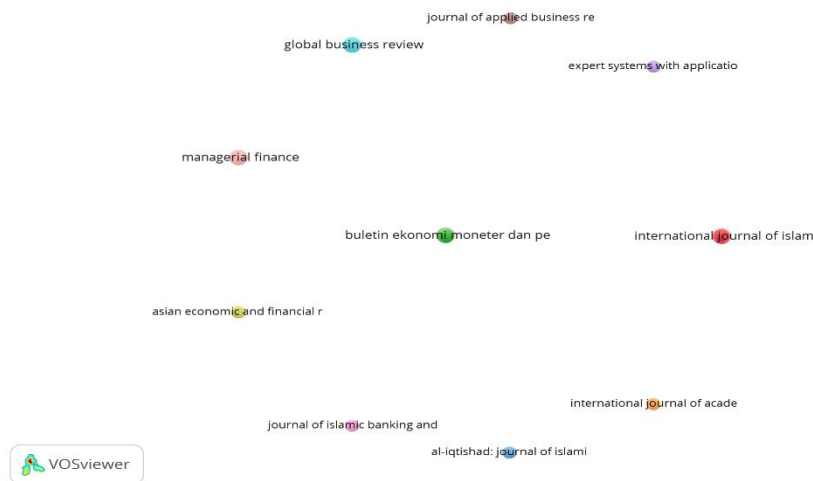 journal of applied business re
global business review
expert systems with applicatio
managerial finance
buletin ekonomi moneter dan pe
international journal of islam
asian economic and financial r
international journal of acade
journal of islamic banking and
al-iqtishad: journal of islami
VOSviewer